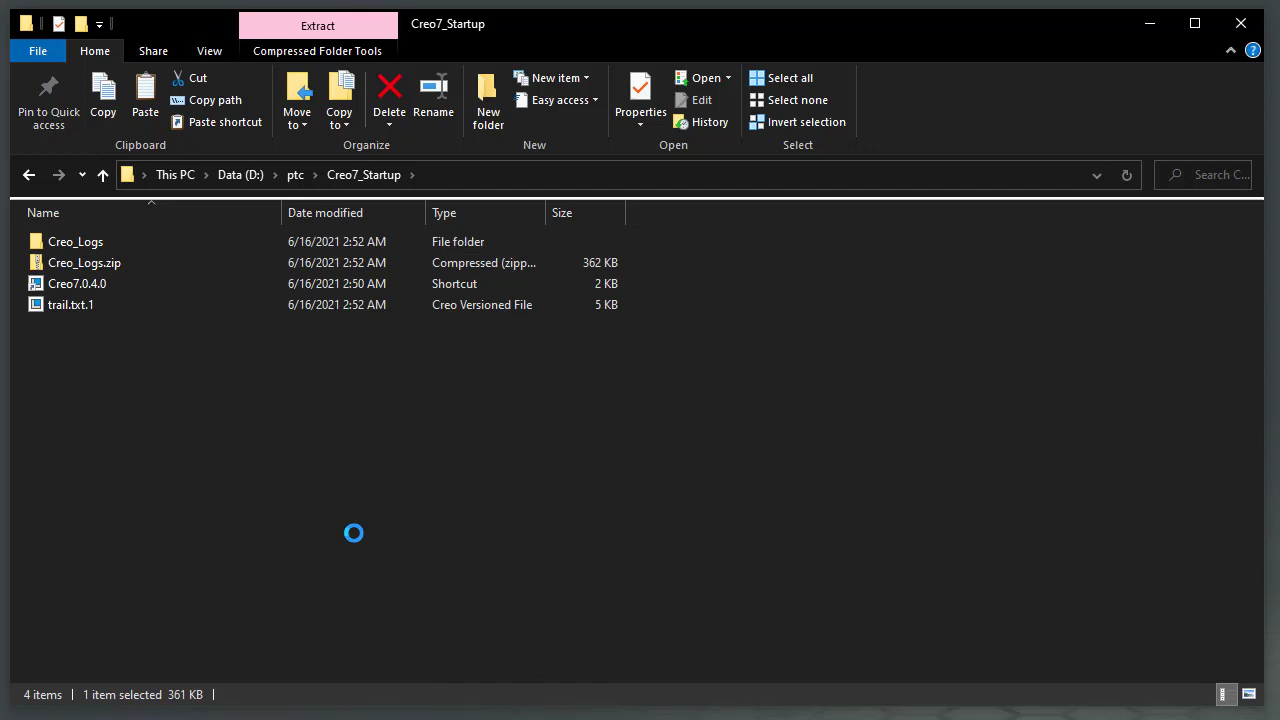 Extract
Creo7_Startup
File
Home
Share
View
Compressed Folder Tools
Pin to Quick access
Copy
Paste
Cut
Copy path
Paste shortcut
Clipboard
Move to
Copy to
Delete
Rename
Organize
New folder
New item
Easy access
New
Properties
Open
Edit
History
Open
Select all
Select none
Invert selection
Select
This PC
Data (D:)
ptc
Creo7_Startup
Search C...
Name Date modified Type Size
Creo_Logs 6/16/2021 2:52 AM File folder
Creo_Logs.zip 6/16/2021 2:52 AM Compressed (zipp... 362 KB
Creo7.0.4.0 6/16/2021 2:50 AM Shortcut 2 KB
trail.txt.1 6/16/2021 2:52 AM Creo Versioned File 5 KB
4 items 1 item selected 361 KB